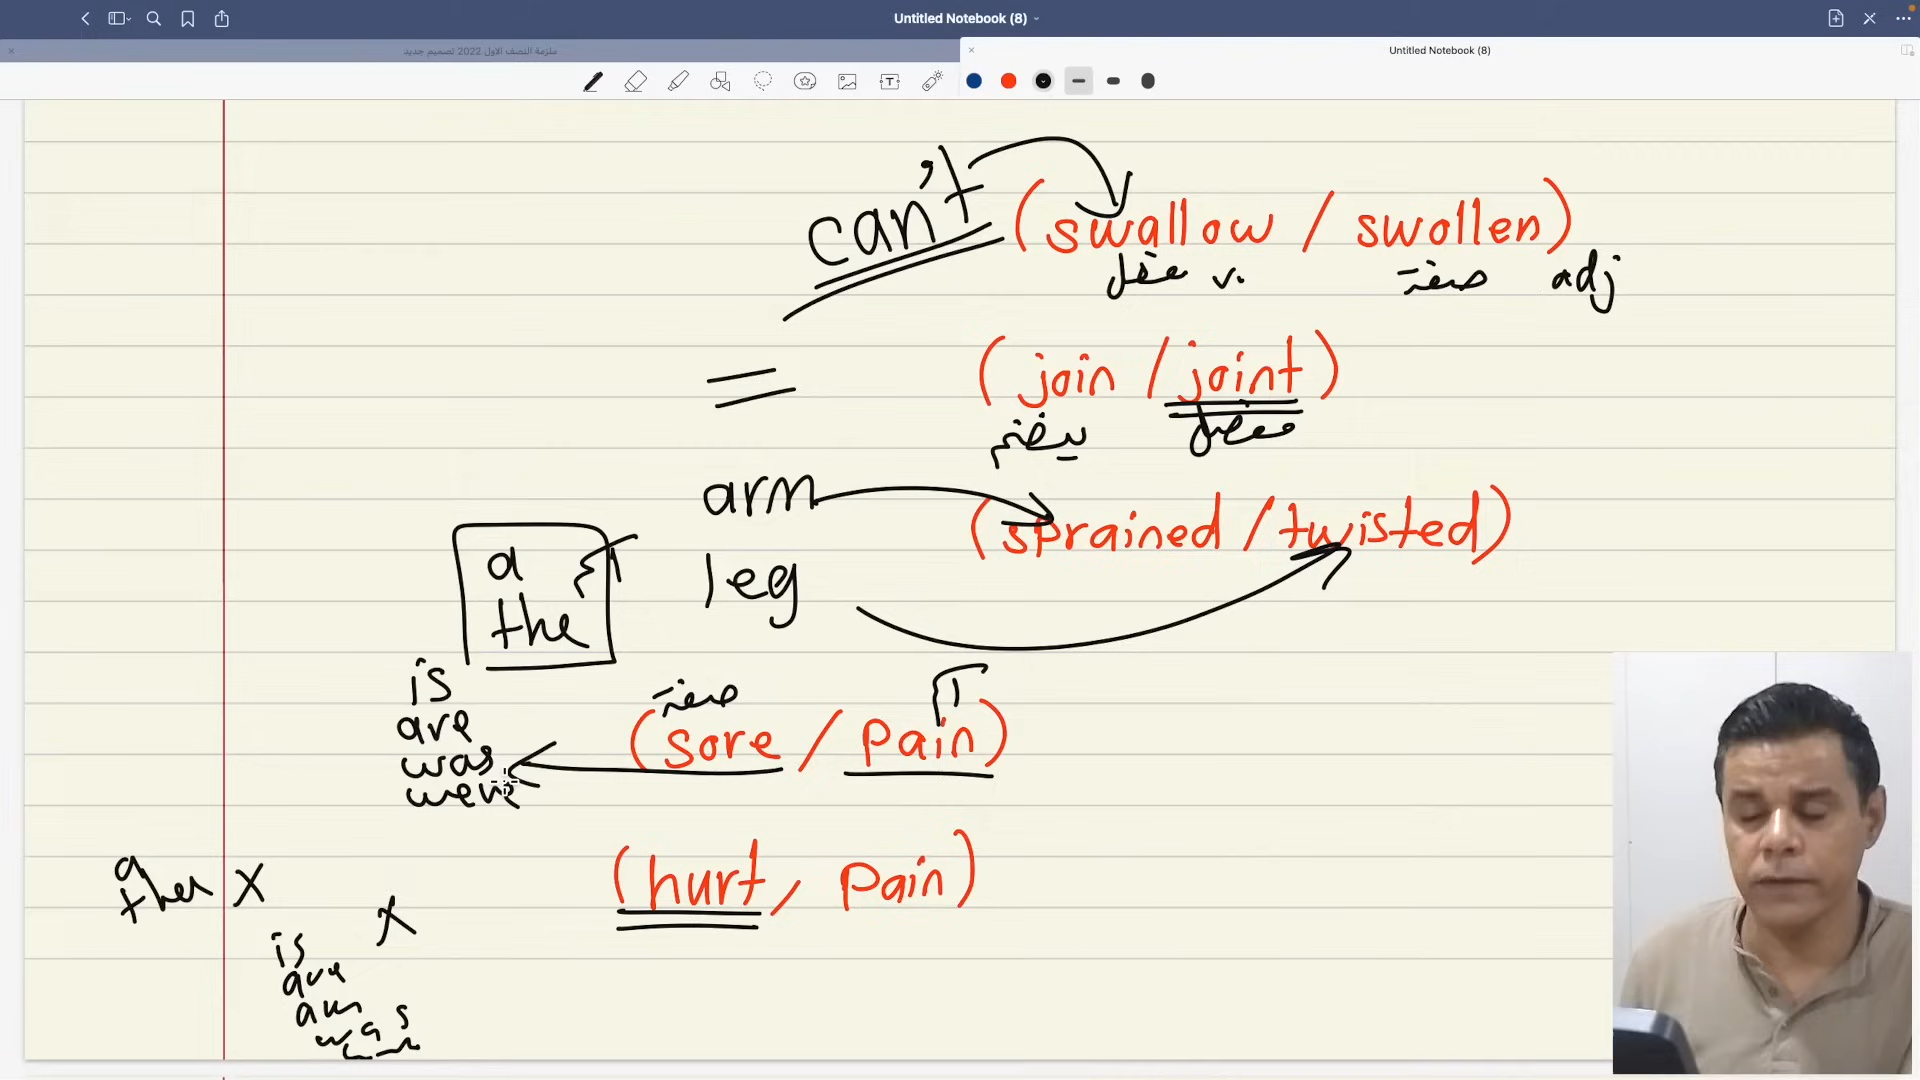 Untitled Notebook (8)
ملزمة النصف الاول 2022 تصميم جديد
Untitled Notebook (8)
can't (swallow / swollen)
فعل v. صفة adj
= (join / joint)
ينضم مفصل
arm (sprained / twisted)
a
the
leg
is
are
was
were
صفة
(sore / pain)
a
the X
(hurt, pain)
X
is
are
am
was